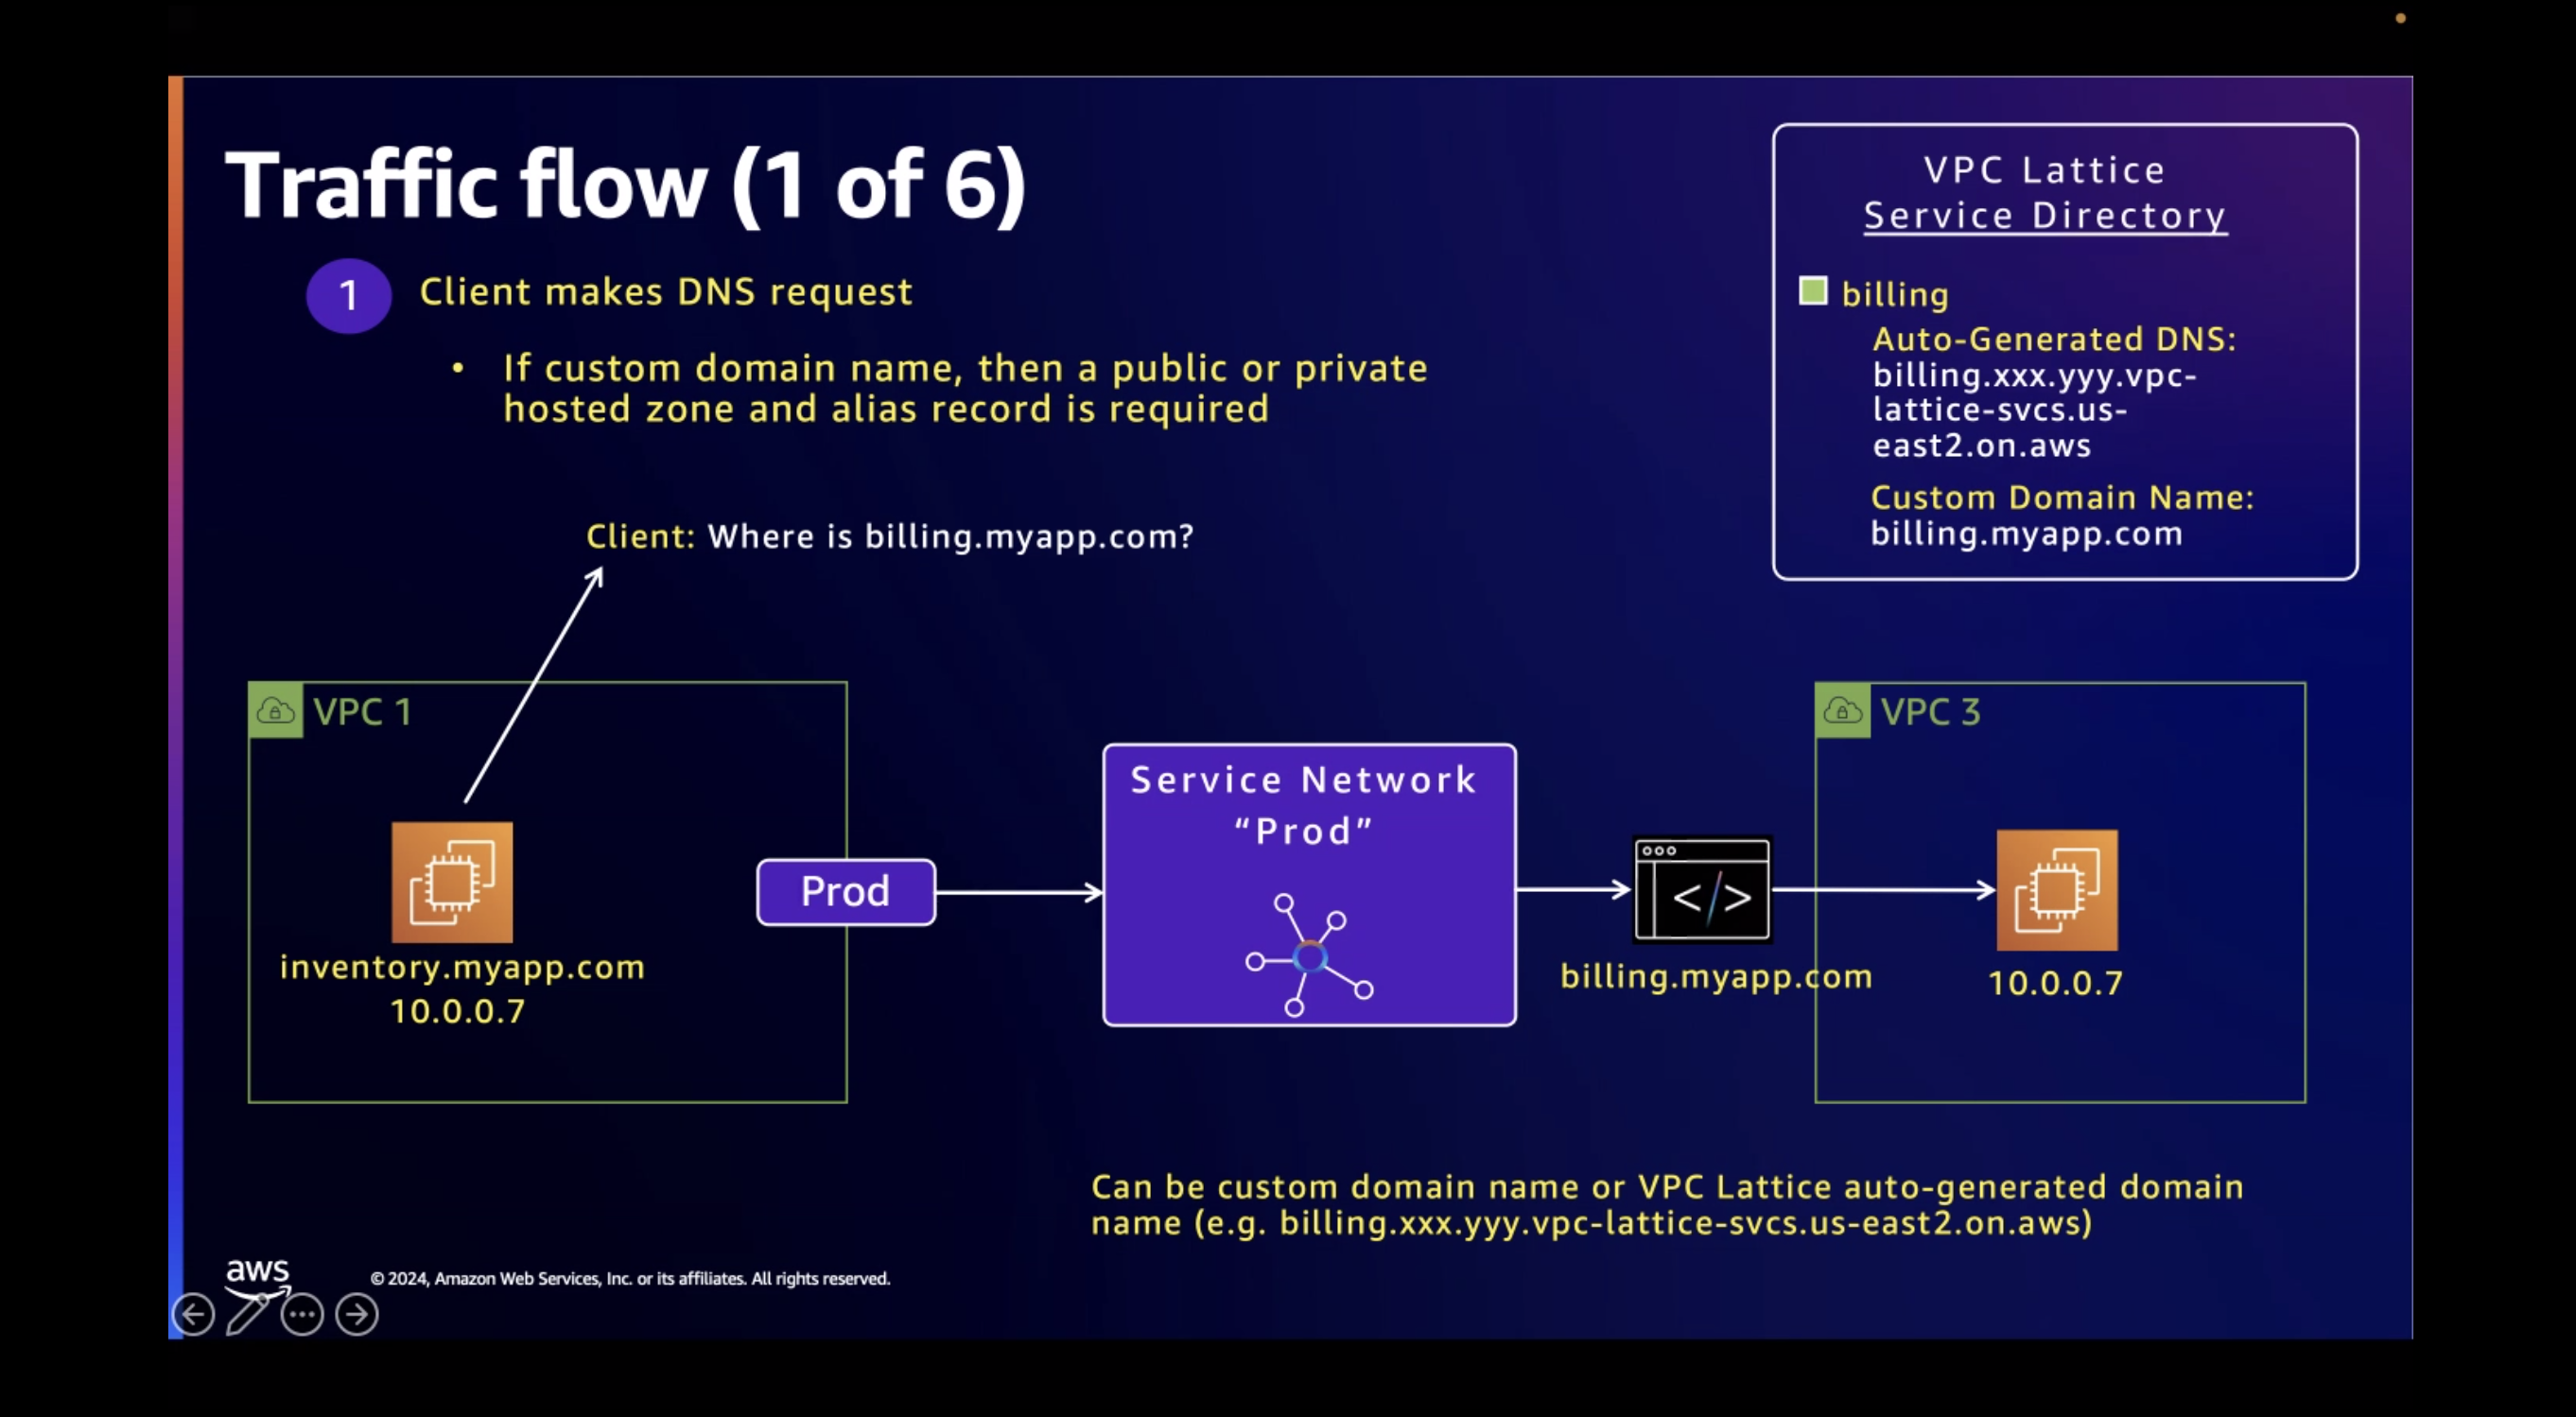 Traffic flow (1 of 6)
1
Client makes DNS request
• If custom domain name, then a public or private
hosted zone and alias record is required
VPC Lattice
Service Directory
billing
Auto-Generated DNS:
billing.xxx.yyy.vpc-
lattice-svcs.us-
east2.on.aws
Custom Domain Name:
billing.myapp.com
Client: Where is billing.myapp.com?
VPC 1
inventory.myapp.com
10.0.0.7
Prod
Service Network
“Prod”
</>
billing.myapp.com
VPC 3
10.0.0.7
Can be custom domain name or VPC Lattice auto-generated domain
name (e.g. billing.xxx.yyy.vpc-lattice-svcs.us-east2.on.aws)
aws
© 2024, Amazon Web Services, Inc. or its affiliates. All rights reserved.